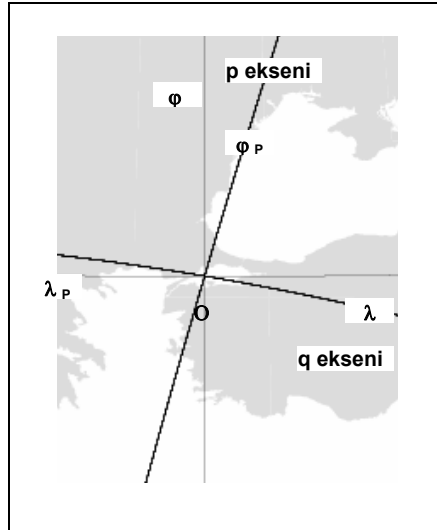 p ekseni
φ
φ P
λ P
O
λ
q ekseni